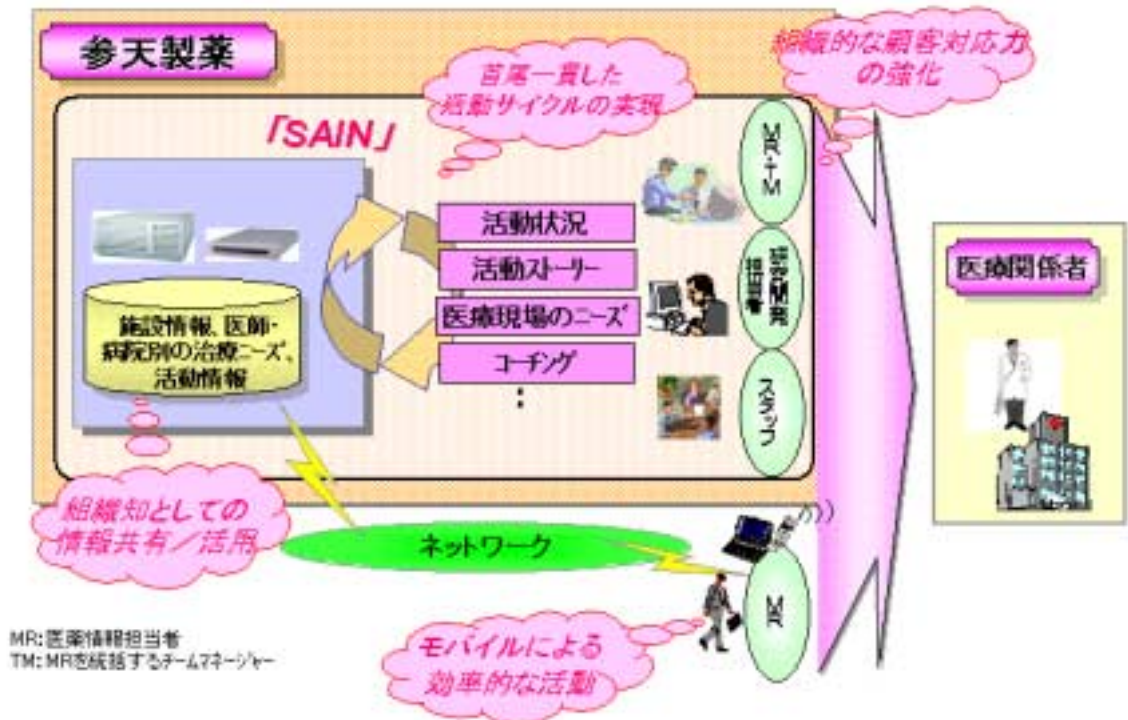 参天製薬
組織的な顧客対応力
の強化
首尾一貫した
活動サイクルの実現
「SAIN」
MR・TM
活動状況
活動ストーリー
医療現場のニーズ
コーチング
：
研究開発
担当者
スタッフ
医療関係者
施設情報、医師・
病院別の治療ニーズ、
活動情報
組織知としての
情報共有／活用
ネットワーク
MR
モバイルによる
効率的な活動
MR：医薬情報担当者
TM：MRを統括するチームマネージャー